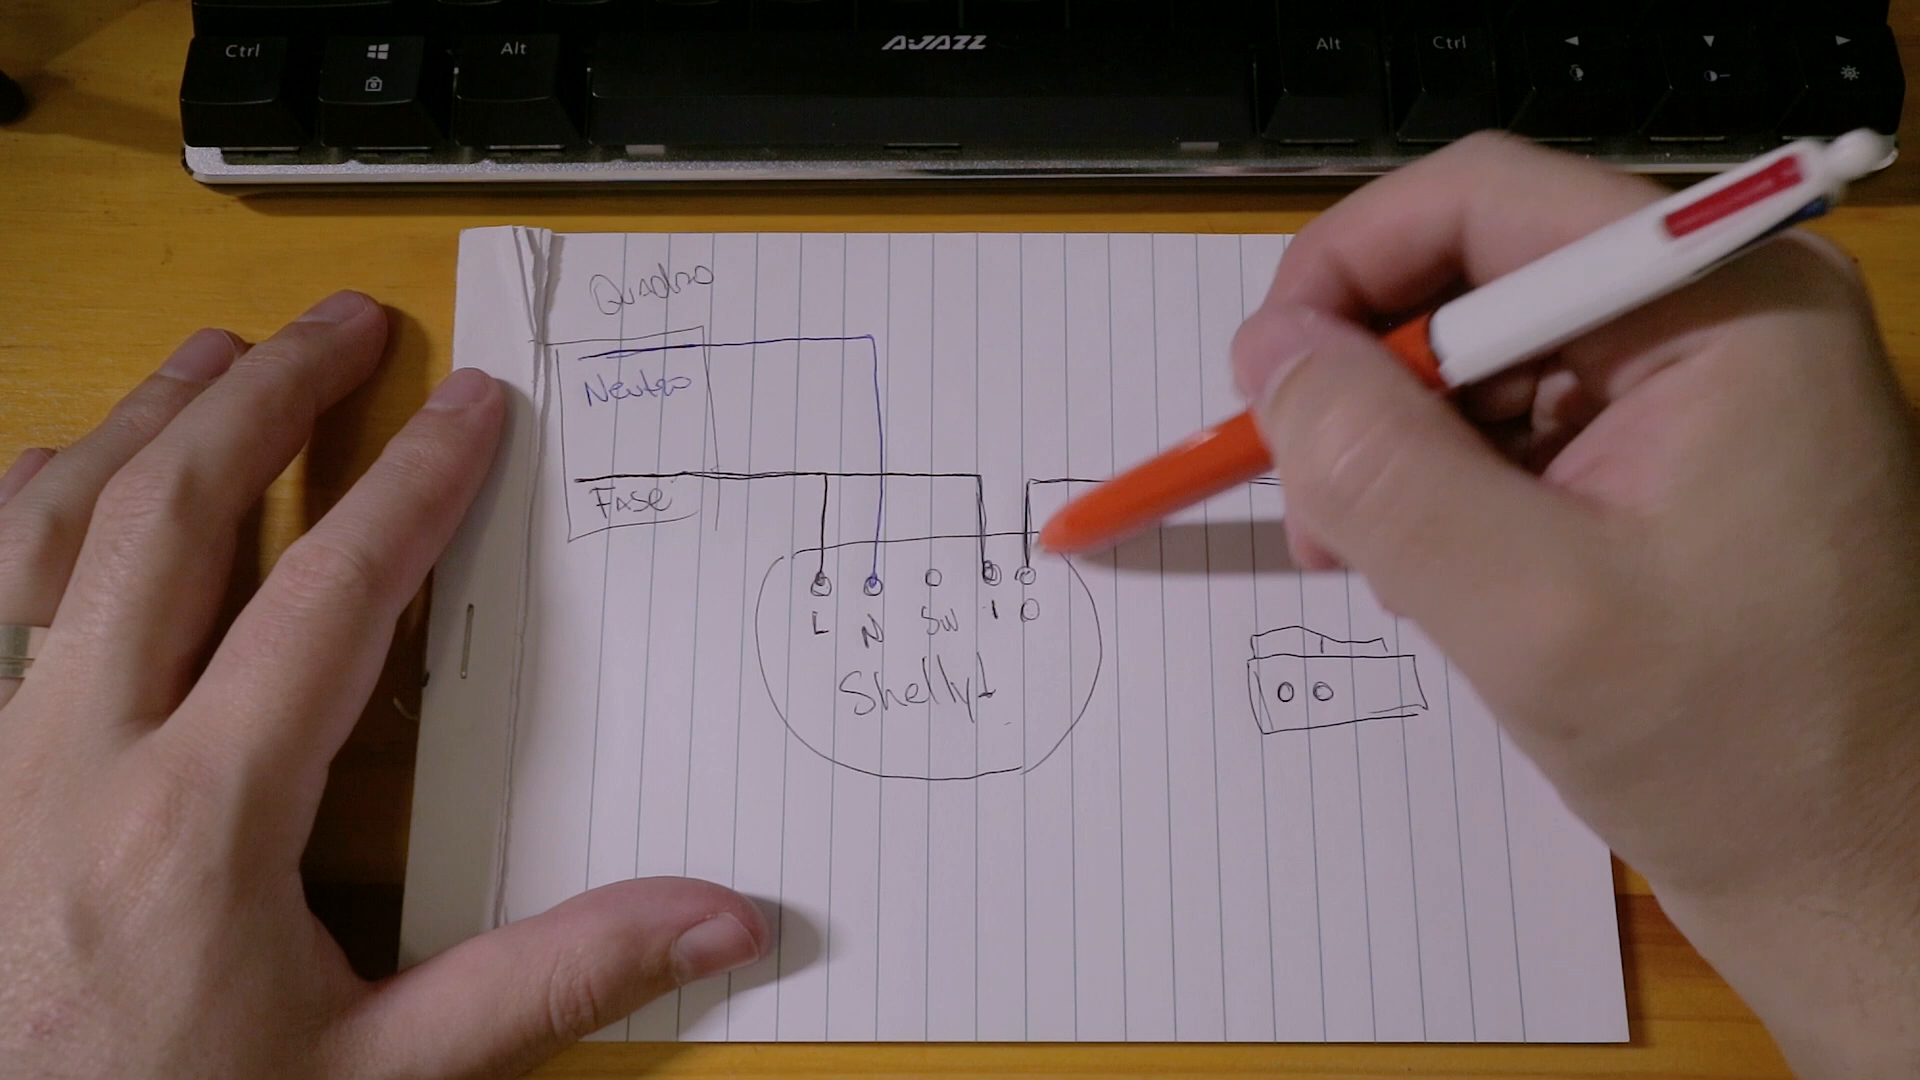 Ctrl
Alt
AJAZZ
Alt
Ctrl
Quadro
Neutro
Fase
L N SW I O
Shelly1